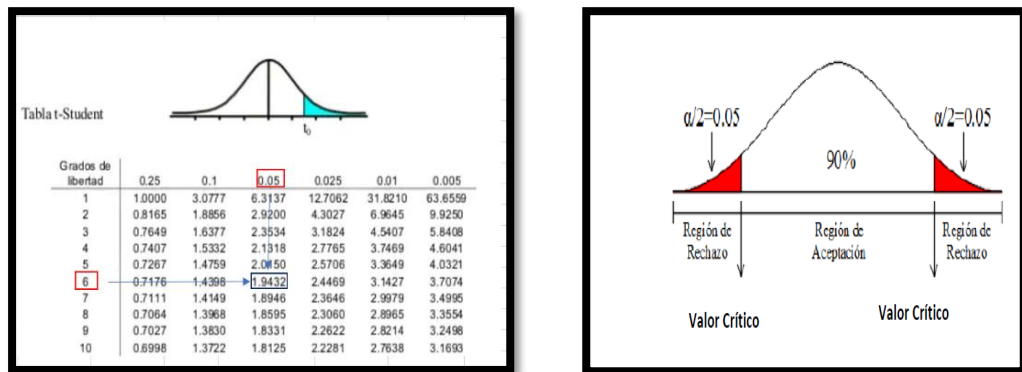 Tabla t-Student
t₀
Grados de
libertad 0.25 0.1 0.05 0.025 0.01 0.005
1 1.0000 3.0777 6.3137 12.7062 31.8210 63.6559
2 0.8165 1.8856 2.9200 4.3027 6.9645 9.9250
3 0.7649 1.6377 2.3534 3.1824 4.5407 5.8408
4 0.7407 1.5332 2.1318 2.7765 3.7469 4.6041
5 0.7267 1.4759 2.0150 2.5706 3.3649 4.0321
6 0.7176 1.4398 1.9432 2.4469 3.1427 3.7074
7 0.7111 1.4149 1.8946 2.3646 2.9979 3.4995
8 0.7064 1.3968 1.8595 2.3060 2.8965 3.3554
9 0.7027 1.3830 1.8331 2.2622 2.8214 3.2498
10 0.6998 1.3722 1.8125 2.2281 2.7638 3.1693
α/2=0.05 α/2=0.05
90%
Región de Región de Región de
Rechazo Aceptación Rechazo
Valor Crítico Valor Crítico